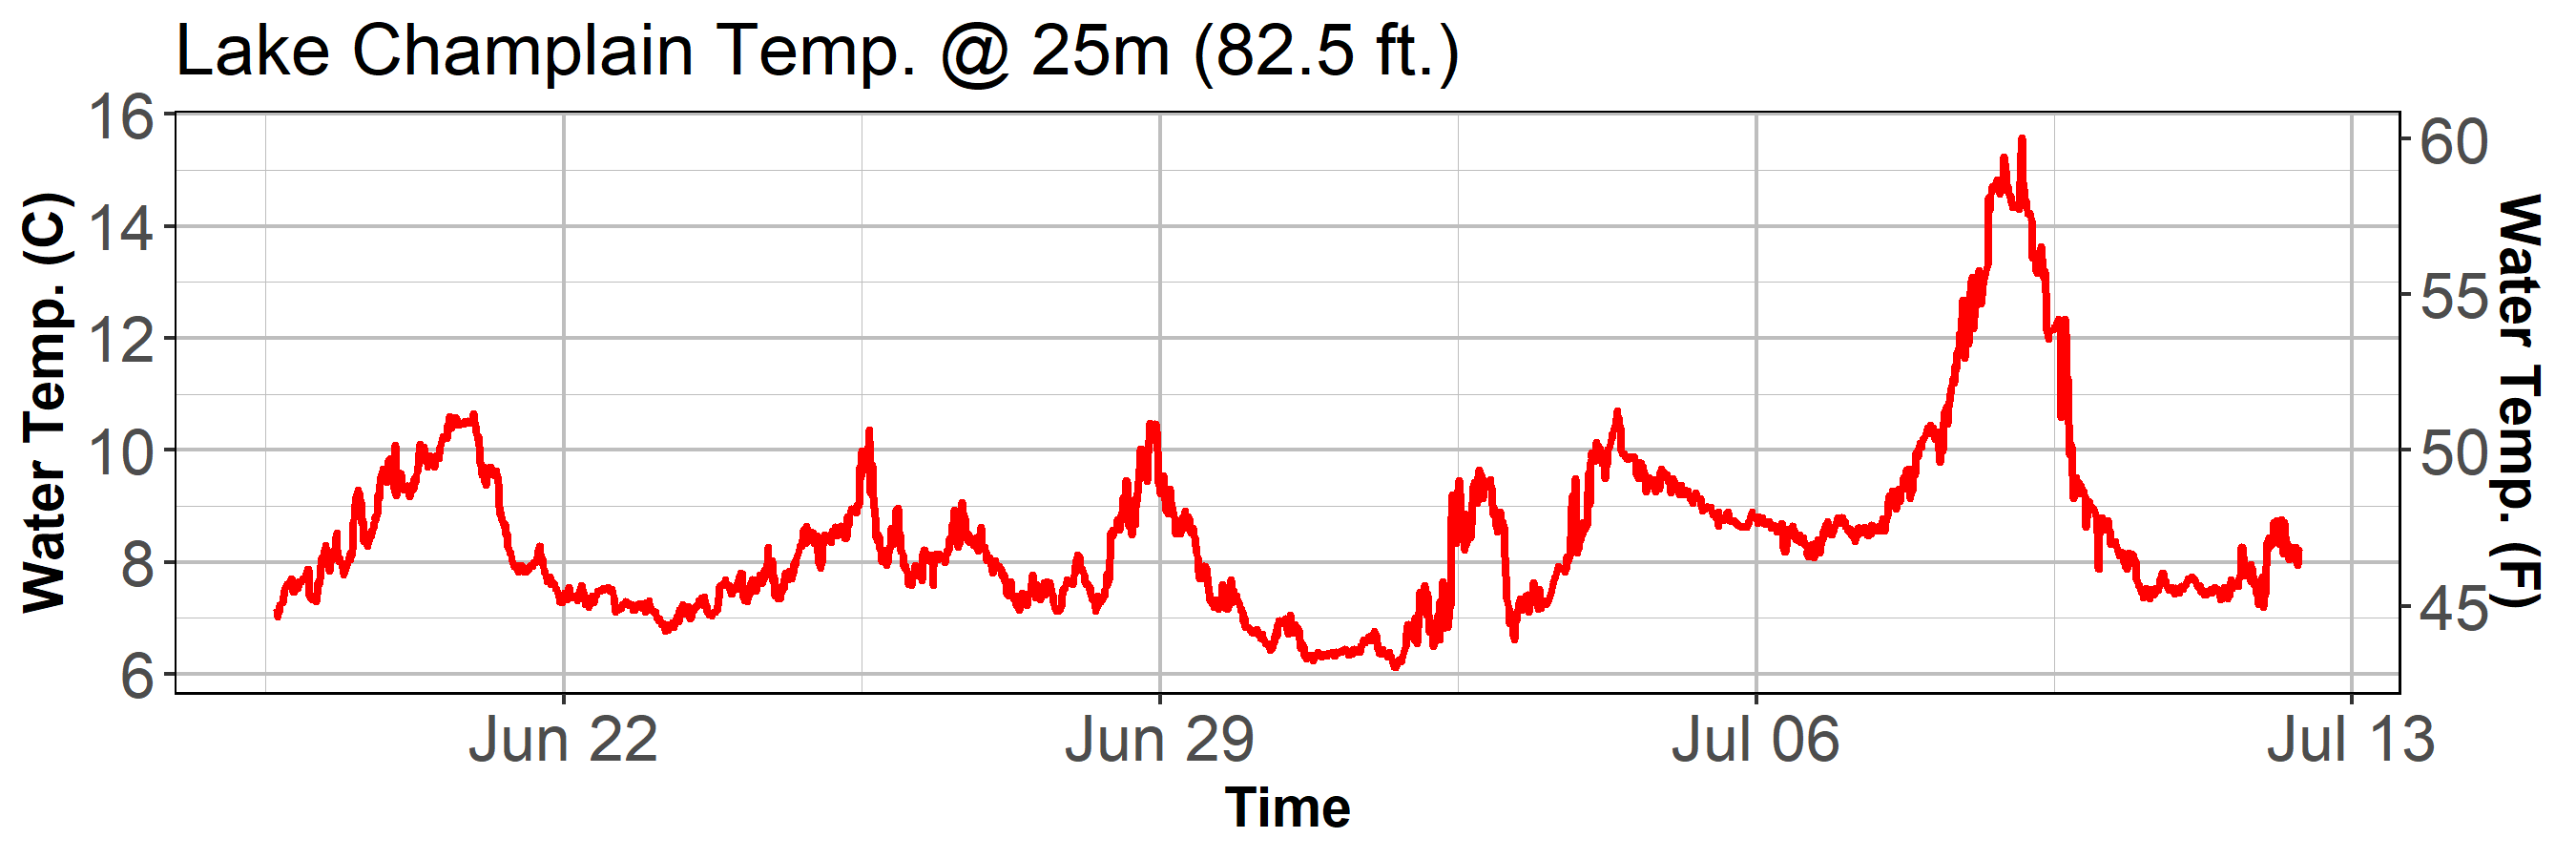 Lake Champlain Temp. @ 25m (82.5 ft.)
Water Temp. (C)
16
14
12
10
8
6
60
55
50
45
Water Temp. (F)
Jun 22
Jun 29
Jul 06
Jul 13
Time